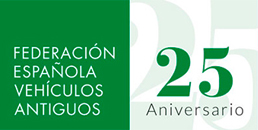 FEDERACIÓN
ESPAÑOLA
VEHÍCULOS
ANTIGUOS
25
Aniversario